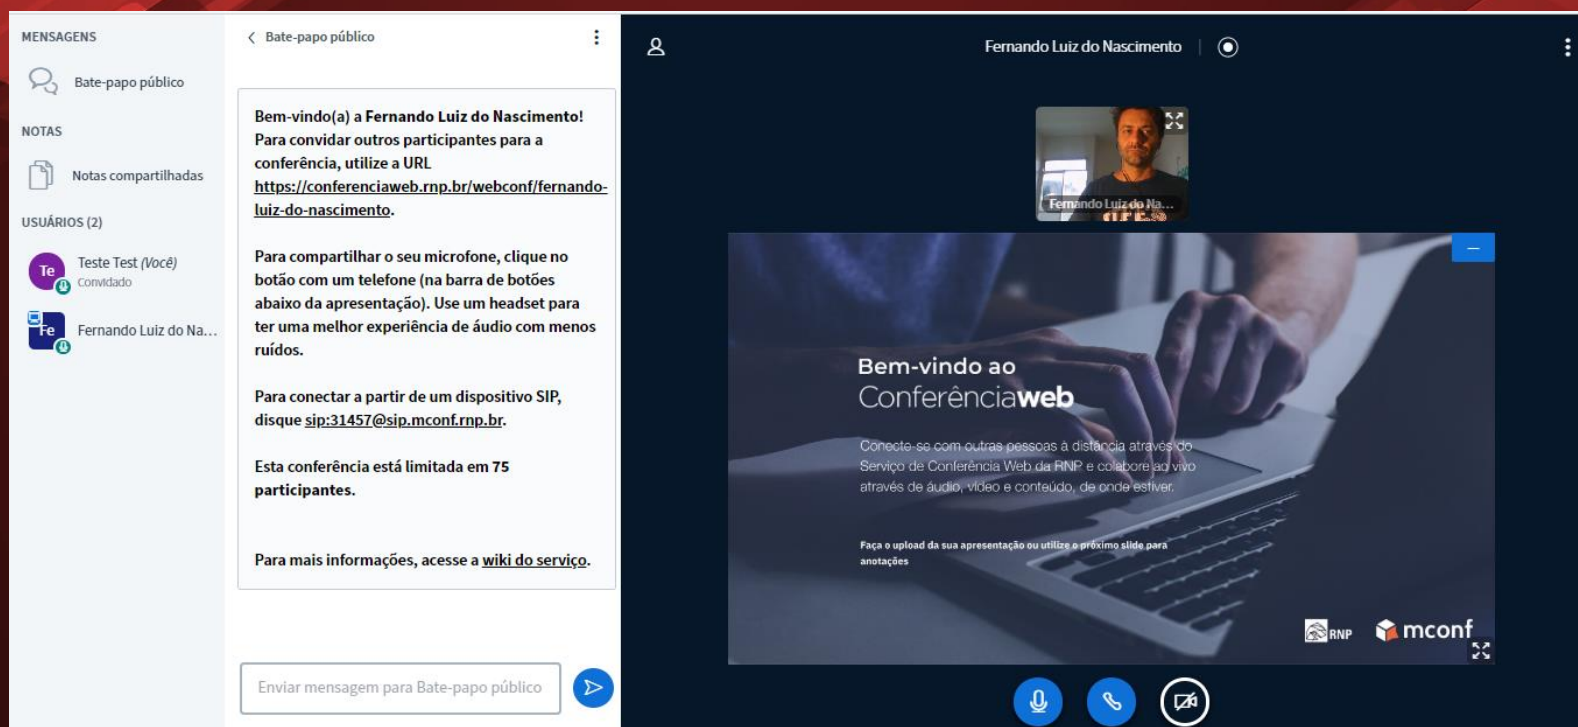 MENSAGENS
Bate-papo público
NOTAS
Notas compartilhadas
USUÁRIOS (2)
Te
Teste Test (Você)
Convidado
Fe
Fernando Luiz do Na...
Bate-papo público
Bem-vindo(a) a Fernando Luiz do Nascimento!
Para convidar outros participantes para a
conferência, utilize a URL
https://conferenciaweb.rnp.br/webconf/fernando-
luiz-do-nascimento.
Para compartilhar o seu microfone, clique no
botão com um telefone (na barra de botões
abaixo da apresentação). Use um headset para
ter uma melhor experiência de áudio com menos
ruídos.
Para conectar a partir de um dispositivo SIP,
disque sip:31457@sip.mconf.rnp.br.
Esta conferência está limitada em 75
participantes.
Para mais informações, acesse a wiki do serviço.
Enviar mensagem para Bate-papo público
Fernando Luiz do Nascimento
Fernando Luiz do Na...
Bem-vindo ao
Conferênciaweb
Conecte-se com outras pessoas à distância através do
Serviço de Conferência Web da RNP e colabore ao vivo
através de áudio, vídeo e conteúdo, de onde estiver.
Faça o upload da sua apresentação ou utilize o próximo slide para
anotações
RNP
mconf